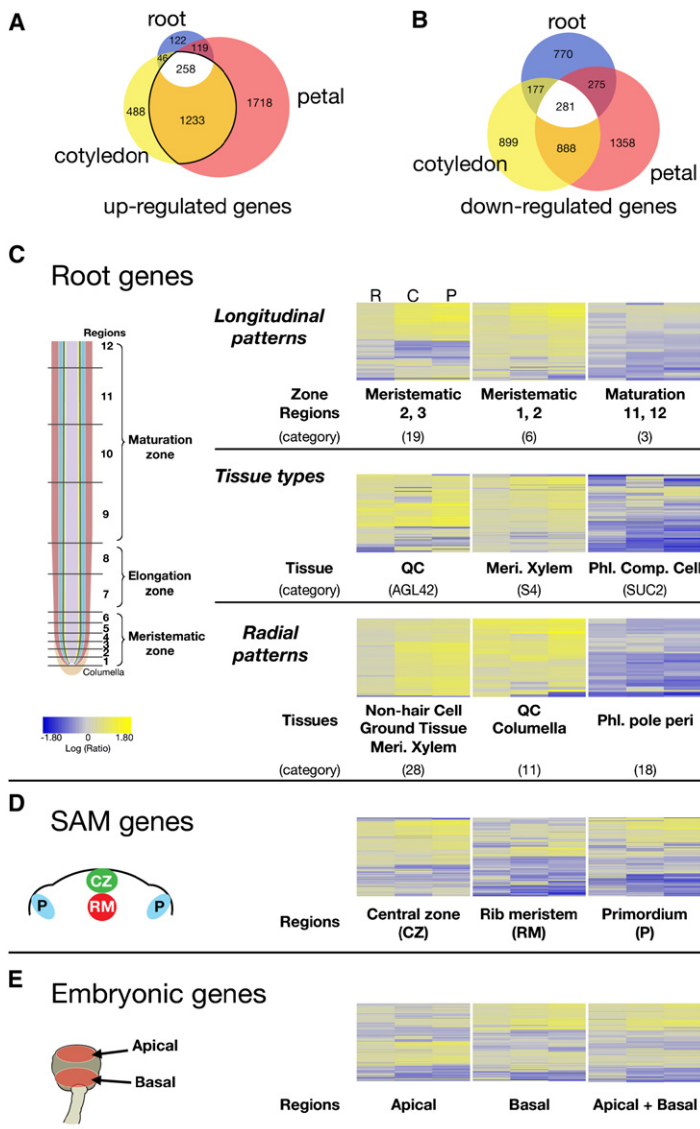 A
root
122
119
46
258
488
1233
1718
petal
cotyledon
up-regulated genes
B
root
770
177
275
281
899
888
1358
cotyledon
petal
down-regulated genes
C
Root genes
Regions
12
11
10
9
8
7
6
5
4
3
2
1
Columella
Maturation
zone
Elongation
zone
Meristematic
zone
-1.80 1.80
Log (Ratio)
R C P
Longitudinal
patterns
Zone Meristematic Meristematic Maturation
Regions 2, 3 1, 2 11, 12
(category) (19) (6) (3)
Tissue types
Tissue QC Meri. Xylem Phl. Comp. Cell
(category) (AGL42) (S4) (SUC2)
Radial
patterns
Tissues Non-hair Cell QC Phl. pole peri
Ground Tissue Columella
Meri. Xylem
(category) (28) (11) (18)
D
SAM genes
CZ
P RM P
Regions Central zone Rib meristem Primordium
(CZ) (RM) (P)
E
Embryonic genes
Apical
Basal
Regions Apical Basal Apical + Basal